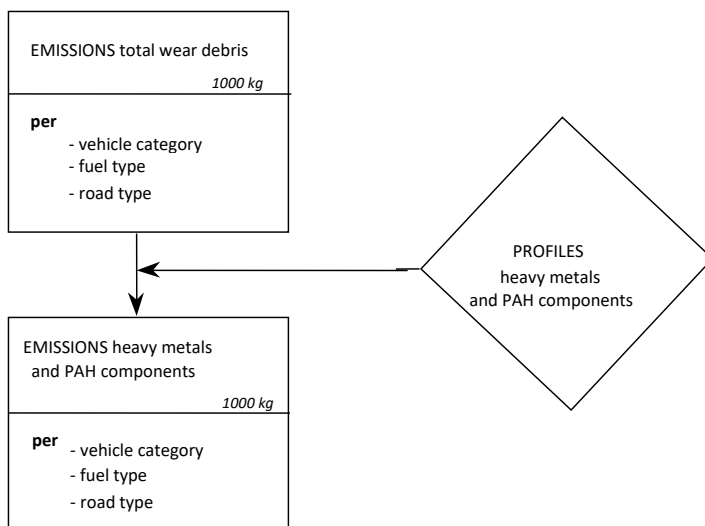 EMISSIONS total wear debris
1000 kg
per
- vehicle category
- fuel type
- road type
PROFILES
heavy metals
and PAH components
EMISSIONS heavy metals
and PAH components
1000 kg
per
- vehicle category
- fuel type
- road type